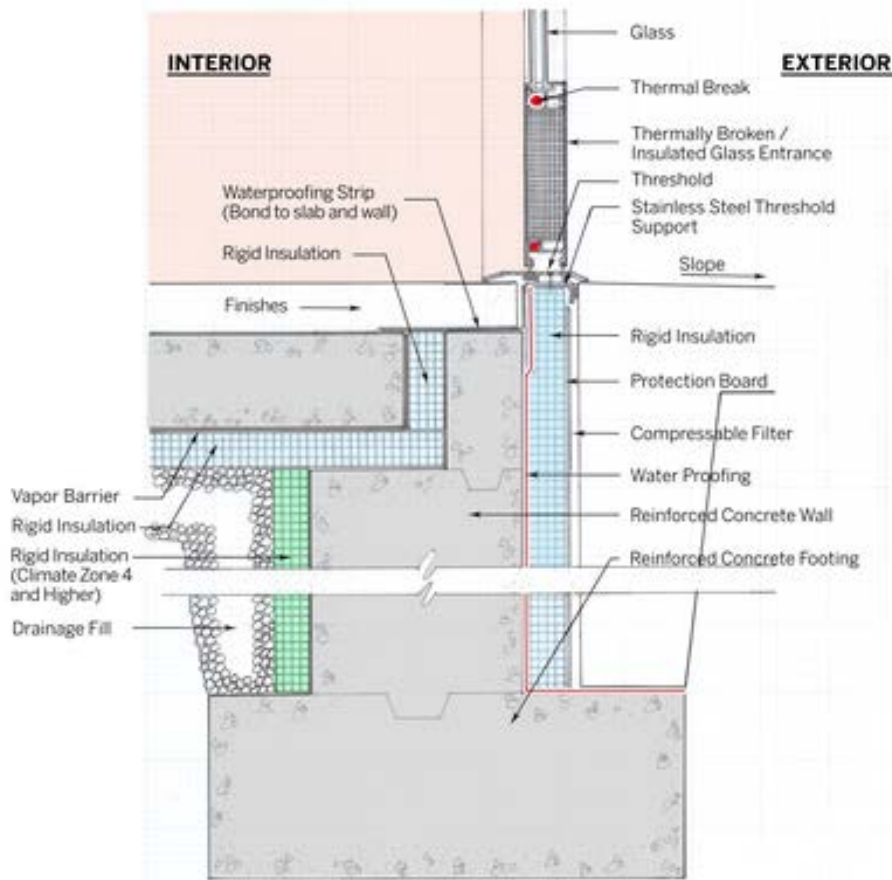 Glass
INTERIOR
EXTERIOR
Thermal Break
Thermally Broken /
Insulated Glass Entrance
Threshold
Waterproofing Strip
(Bond to slab and wall)
Stainless Steel Threshold
Support
Rigid Insulation
Slope
Finishes
Rigid Insulation
Protection Board
Compressable Filter
Water Proofing
Vapor Barrier
Reinforced Concrete Wall
Rigid Insulation
Rigid Insulation
(Climate Zone 4
and Higher)
Reinforced Concrete Footing
Drainage Fill